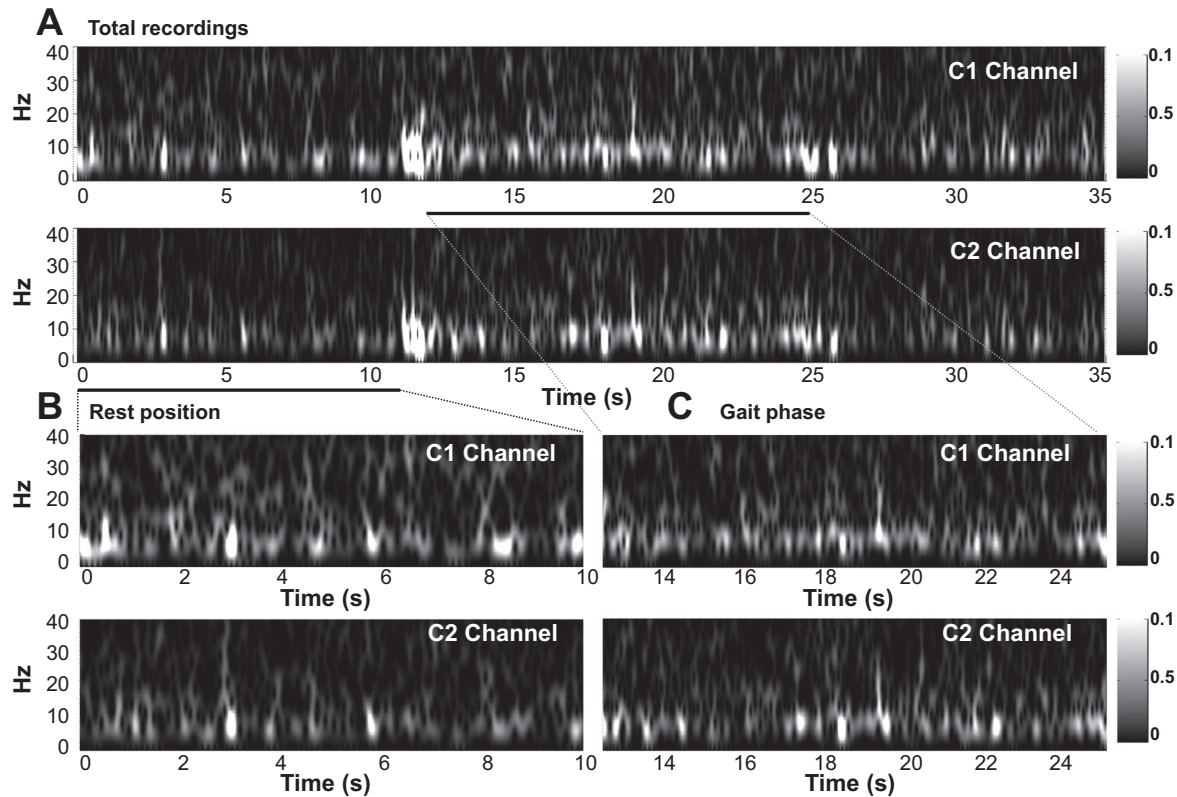 A Total recordings
C1 Channel
Hz
40
30
20
10
0
0 5 10 15 20 25 30 35
0.1
0.5
0
C2 Channel
Hz
40
30
20
10
0
0 5 10 15 20 25 30 35
Time (s)
0.1
0.5
0
B Rest position
C1 Channel
Hz
40
30
20
10
0
0 2 4 6 8 10
Time (s)
C2 Channel
Hz
40
30
20
10
0
0 2 4 6 8 10
Time (s)
C Gait phase
C1 Channel
14 16 18 20 22 24
Time (s)
0.1
0.5
0
C2 Channel
14 16 18 20 22 24
Time (s)
0.1
0.5
0